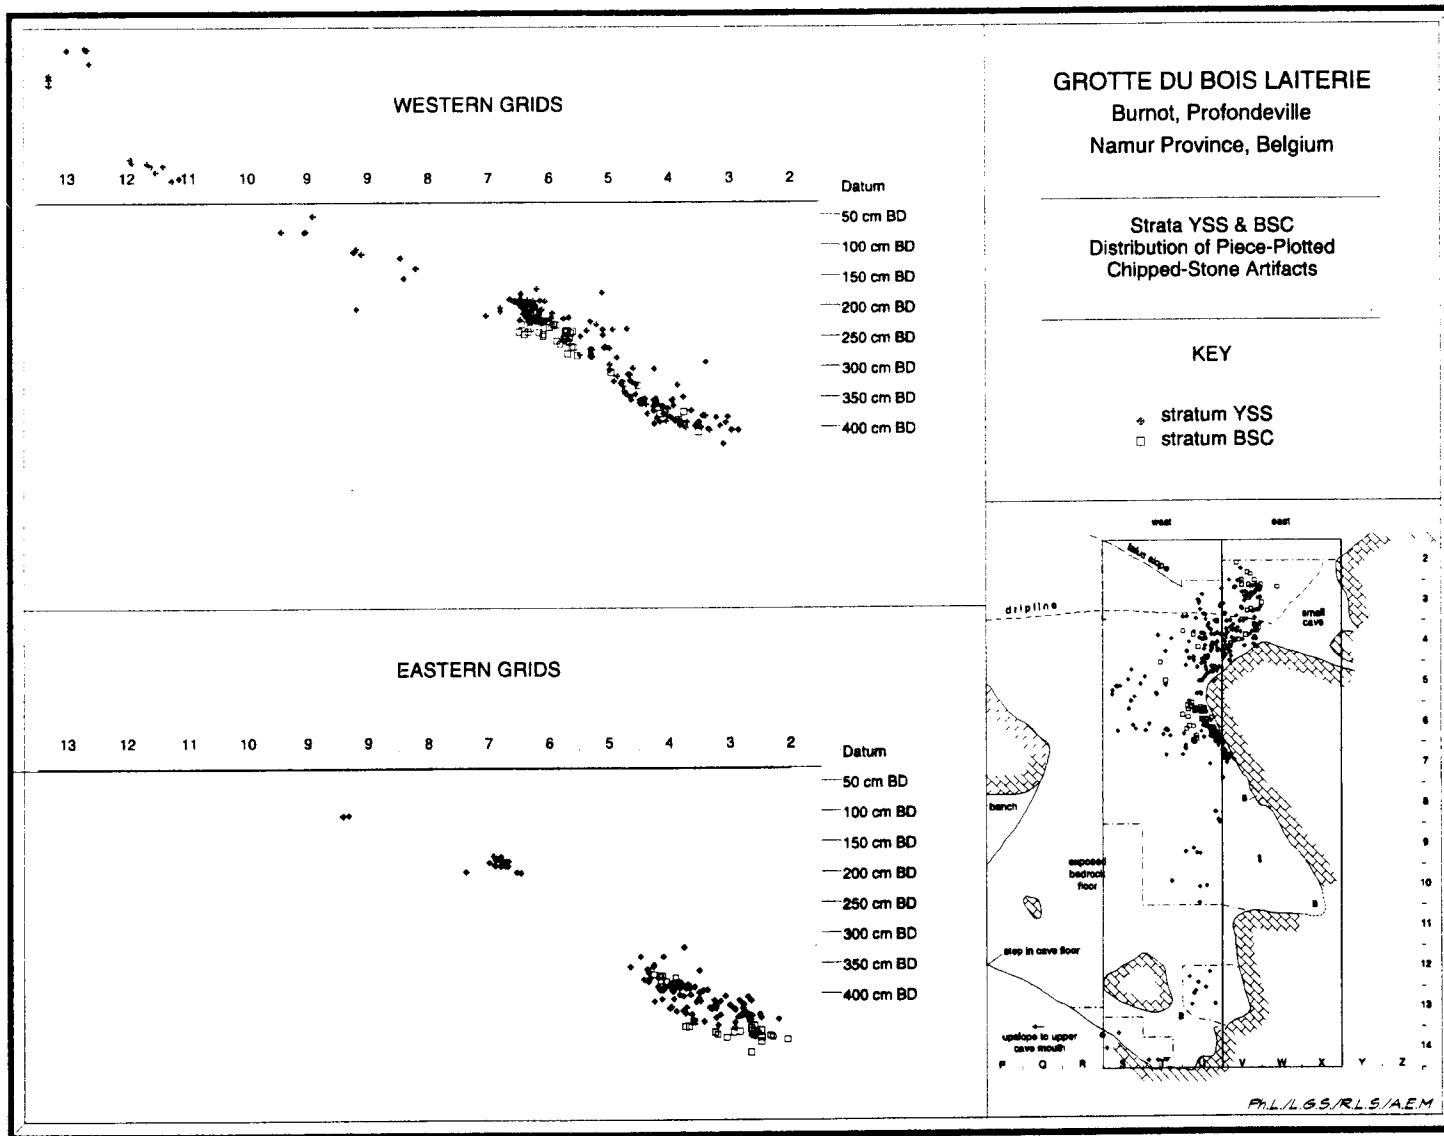 WESTERN GRIDS
13 12 11 10 9 9 8 7 6 5 4 3 2
Datum
50 cm BD
100 cm BD
150 cm BD
200 cm BD
250 cm BD
300 cm BD
350 cm BD
400 cm BD
EASTERN GRIDS
13 12 11 10 9 9 8 7 6 5 4 3 2
Datum
50 cm BD
100 cm BD
150 cm BD
200 cm BD
250 cm BD
300 cm BD
350 cm BD
400 cm BD
GROTTE DU BOIS LAITERIE
Burnot, Profondeville
Namur Province, Belgium
Strata YSS & BSC
Distribution of Piece-Plotted
Chipped-Stone Artifacts
KEY
stratum YSS
stratum BSC
west east
talus slope
dripline
small
cave
2
3
4
5
6
7
8
9
10
11
12
13
14
bench
exposed
bedrock
floor
step in cave floor
upslope to upper
cave mouth
P Q R S T U V W X Y Z
Ph.L./L.G.S./R.L.S./A.E.M